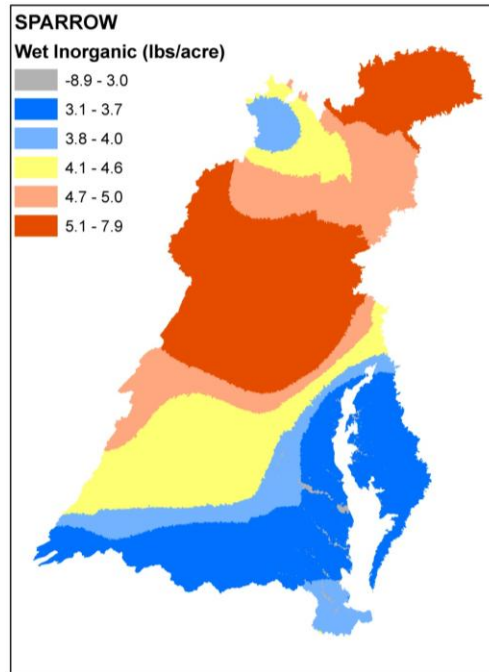 SPARROW
Wet Inorganic (lbs/acre)
-8.9 - 3.0
3.1 - 3.7
3.8 - 4.0
4.1 - 4.6
4.7 - 5.0
5.1 - 7.9